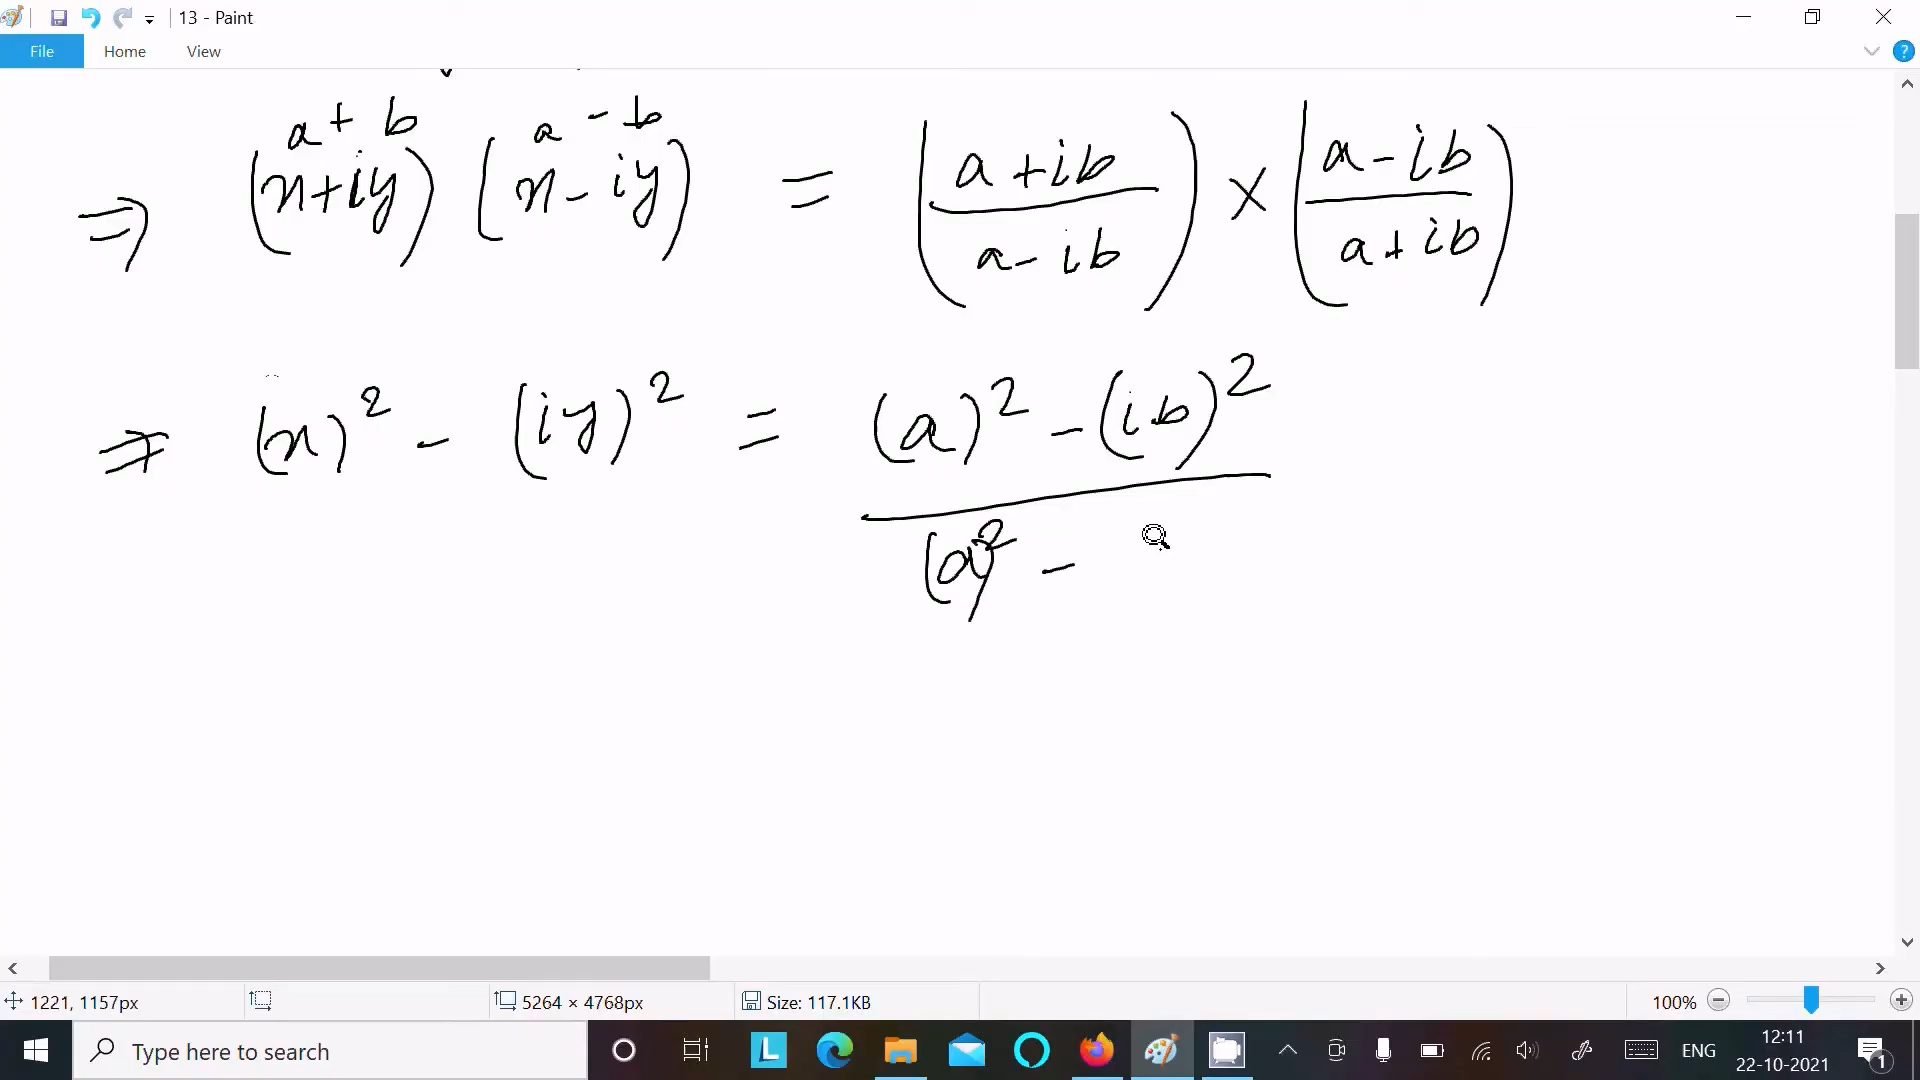 13 - Paint
File Home View
a + b a - b
⇒ (x+iy) (x-iy) = (a+ib / a-ib) × (a-ib / a+ib)
⇒ (x)² - (iy)² = (a)² - (ib)²
(a)² -
1221, 1157px 5264 × 4768px Size: 117.1KB 100%
Type here to search L ENG 12:11
22-10-2021 1